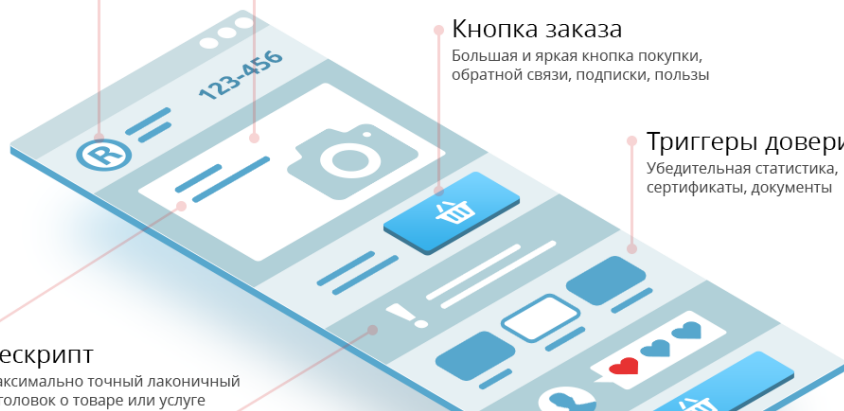 Кнопка заказа
Большая и яркая кнопка покупки,
обратной связи, подписки, пользы
123-456
R
Триггеры довери
Убедительная статистика,
сертификаты, документы
ескрипт
аксимально точный лаконичный
головок о товаре или услуге